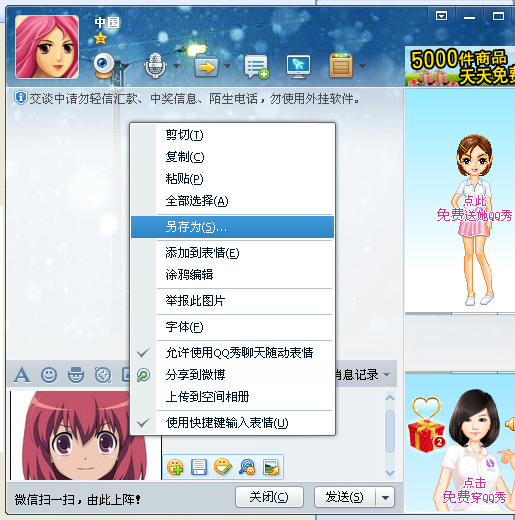 中国
5000件商品
天天免费
交谈中请勿轻信汇款、中奖信息、陌生电话，勿使用外挂软件。
剪切(T)
复制(C)
粘贴(P)
全部选择(A)
另存为(S)...
添加到表情(E)
涂鸦编辑
举报此图片
字体(F)
允许使用QQ秀聊天随动表情
分享到微博
上传到空间相册
使用快捷键输入表情(U)
点此
免费送她QQ秀
A
消息记录
2
点击
免费穿QQ秀
微信扫一扫，由此上阵！
关闭(C)
发送(S)